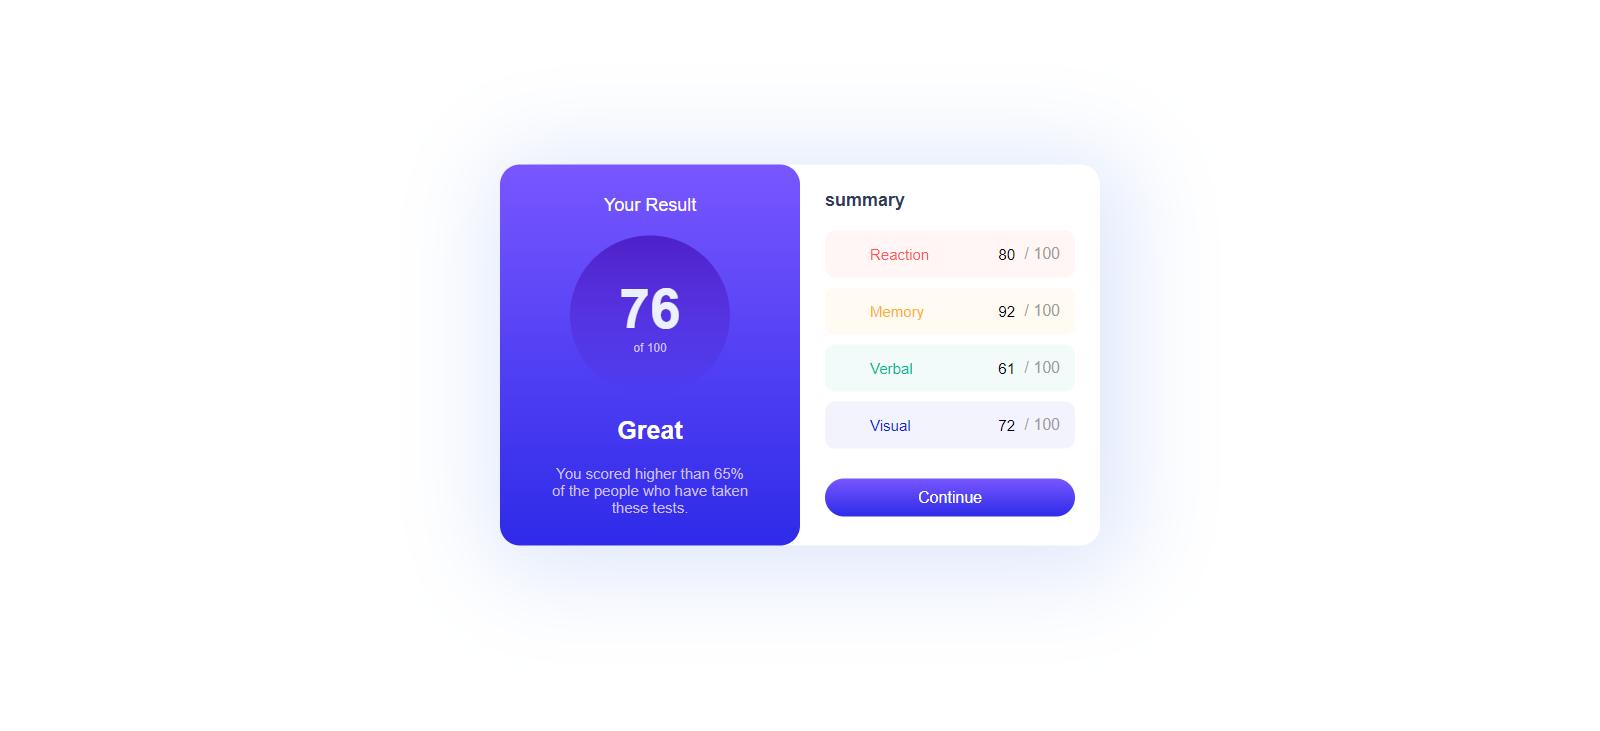 Your Result
76
of 100
Great
You scored higher than 65%
of the people who have taken
these tests.
summary
Reaction 80 / 100
Memory 92 / 100
Verbal 61 / 100
Visual 72 / 100
Continue